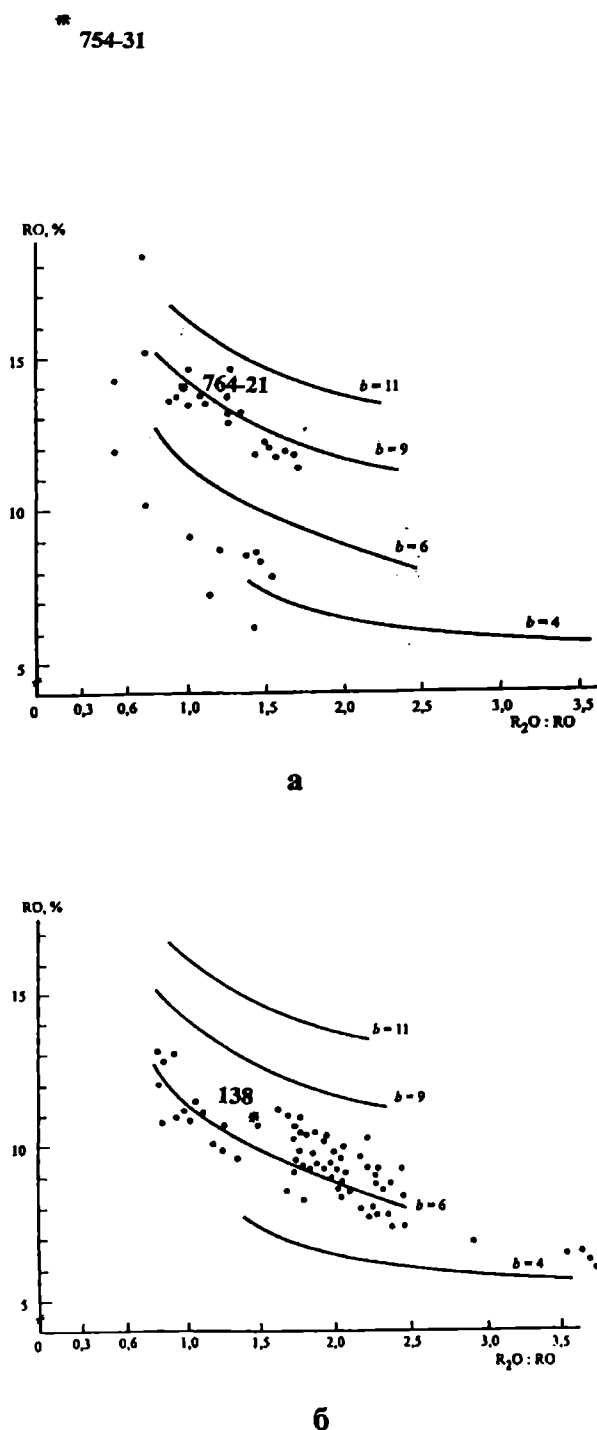 * 754-31
RO, %
15
10
5
764-21
b = 11
b = 9
b = 6
b = 4
0 0,3 0,6 1,0 1,5 2,0 2,5 3,0 3,5
R₂O : RO
а
RO, %
15
10
5
138
*
b = 11
b = 9
b = 6
b = 4
0 0,3 0,6 1,0 1,5 2,0 2,5 3,0 3,5
R₂O : RO
б